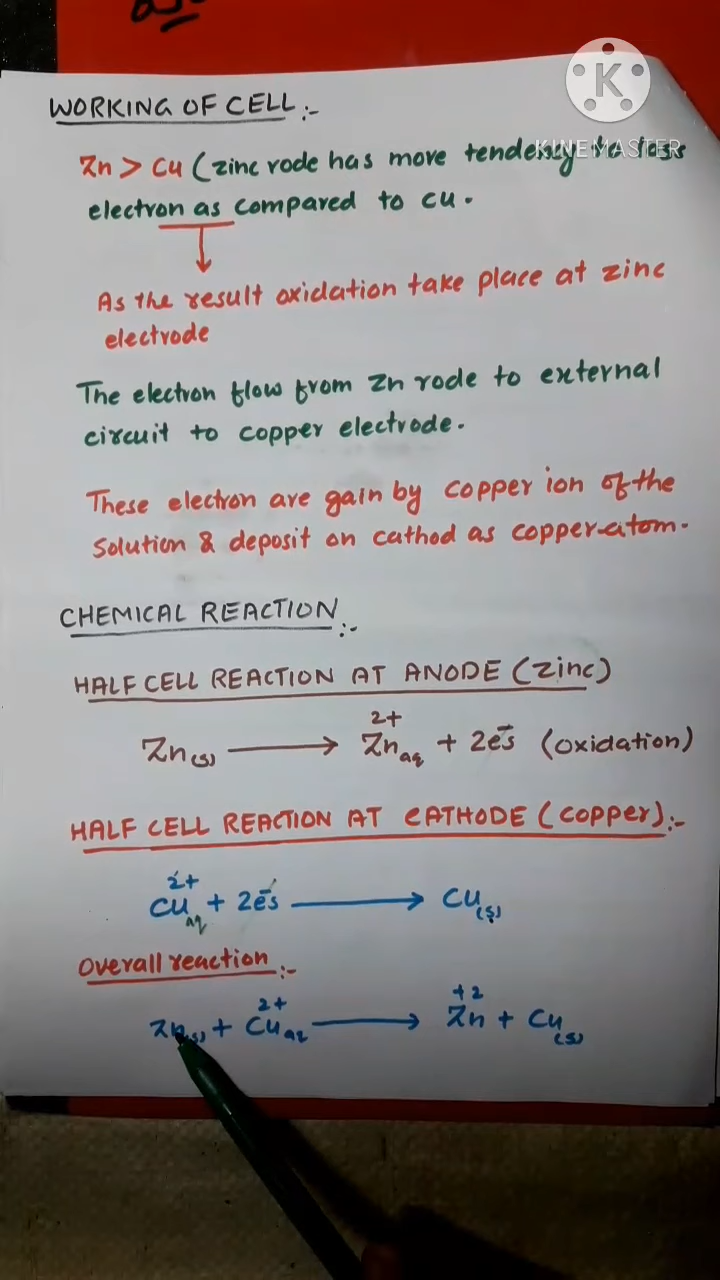 WORKING OF CELL:-
K
KINEMASTER
Zn > Cu (zinc rode has more tendency to loss
electron as compared to cu.
As the result oxidation take place at zinc
electrode
The electron flow from Zn rode to external
circuit to copper electrode.
These electron are gain by copper ion of the
solution & deposit on cathod as copper atom.
CHEMICAL REACTION:-
HALF CELL REACTION AT ANODE (Zinc)
Zn(s) ⟶ Zn²⁺aq + 2e⁻s (oxidation)
HALF CELL REACTION AT CATHODE (Copper):-
Cu²⁺aq + 2e⁻s ⟶ Cu(s)
Overall reaction:-
Zn(s) + Cu²⁺aq ⟶ Zn⁺² + Cu(s)